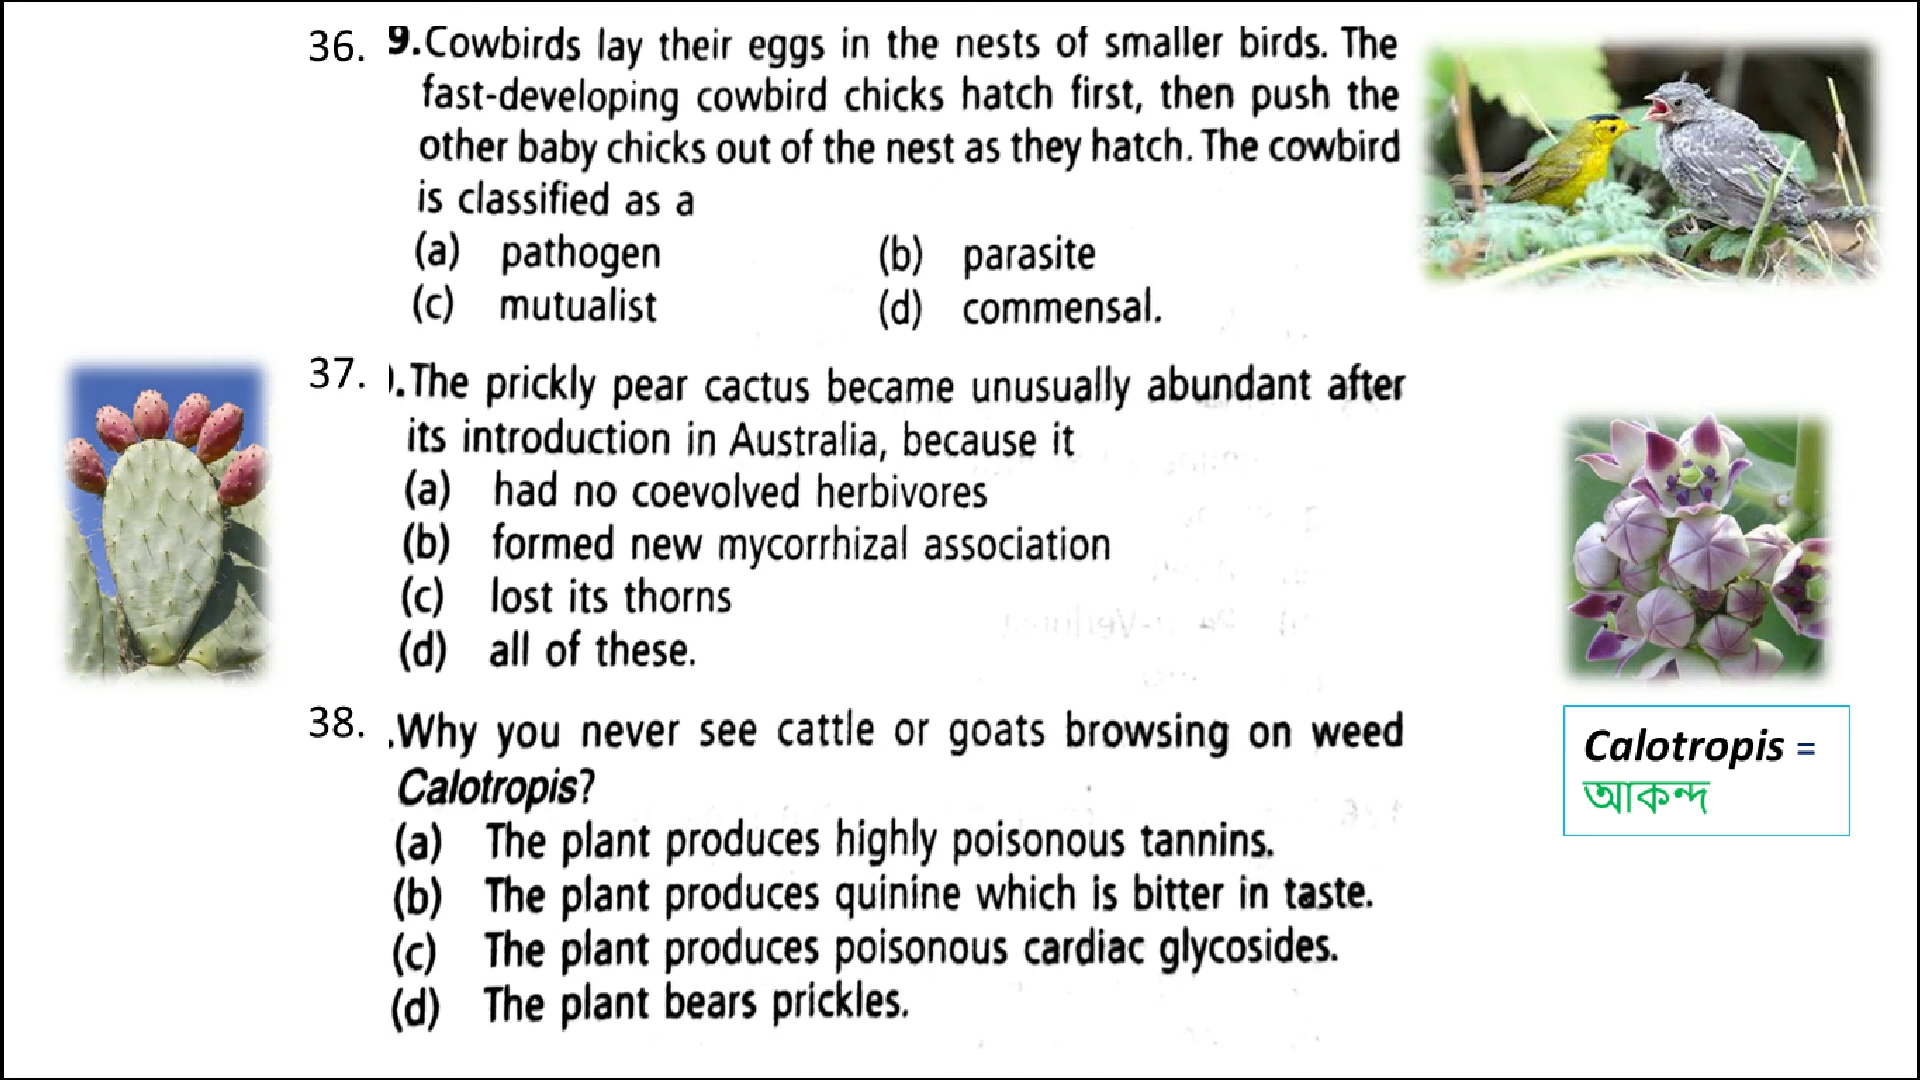 36. 9.Cowbirds lay their eggs in the nests of smaller birds. The
fast-developing cowbird chicks hatch first, then push the
other baby chicks out of the nest as they hatch. The cowbird
is classified as a
(a) pathogen (b) parasite
(c) mutualist (d) commensal.
37. .The prickly pear cactus became unusually abundant after
its introduction in Australia, because it
(a) had no coevolved herbivores
(b) formed new mycorrhizal association
(c) lost its thorns
(d) all of these.
38. .Why you never see cattle or goats browsing on weed
Calotropis?
(a) The plant produces highly poisonous tannins.
(b) The plant produces quinine which is bitter in taste.
(c) The plant produces poisonous cardiac glycosides.
(d) The plant bears prickles.
Calotropis =
আকন্দ